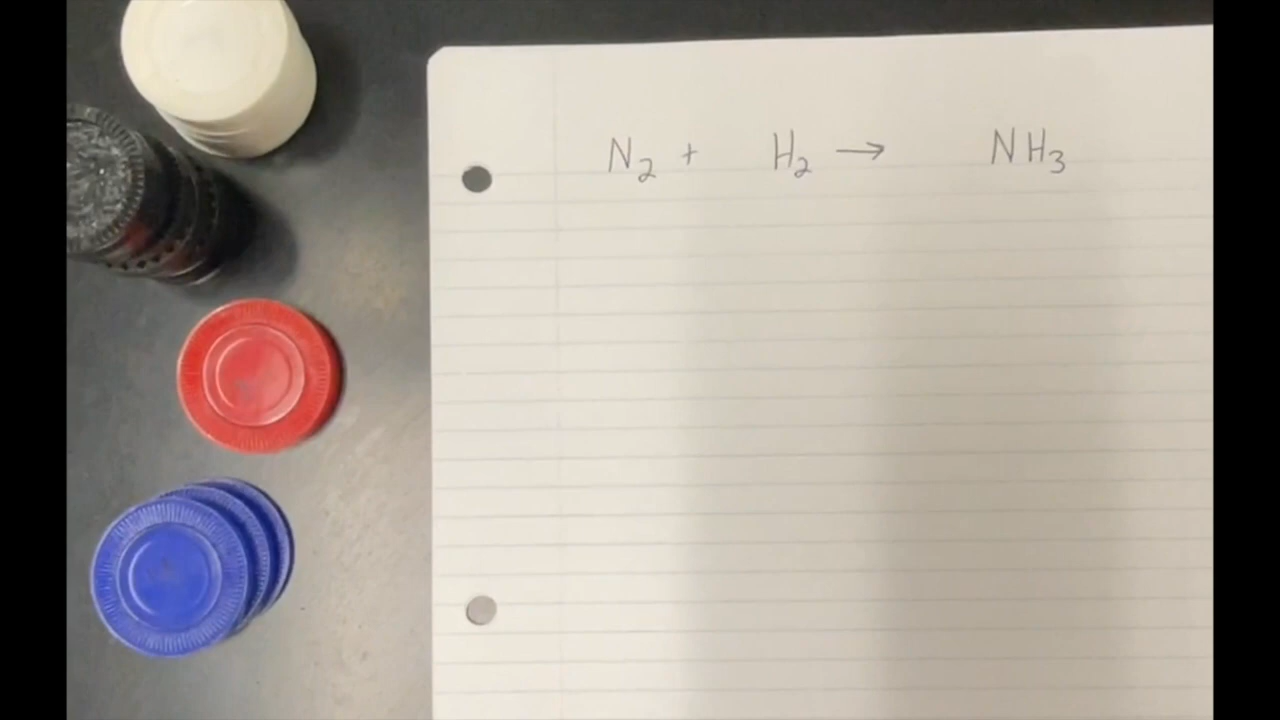 N₂ + H₂ → NH₃